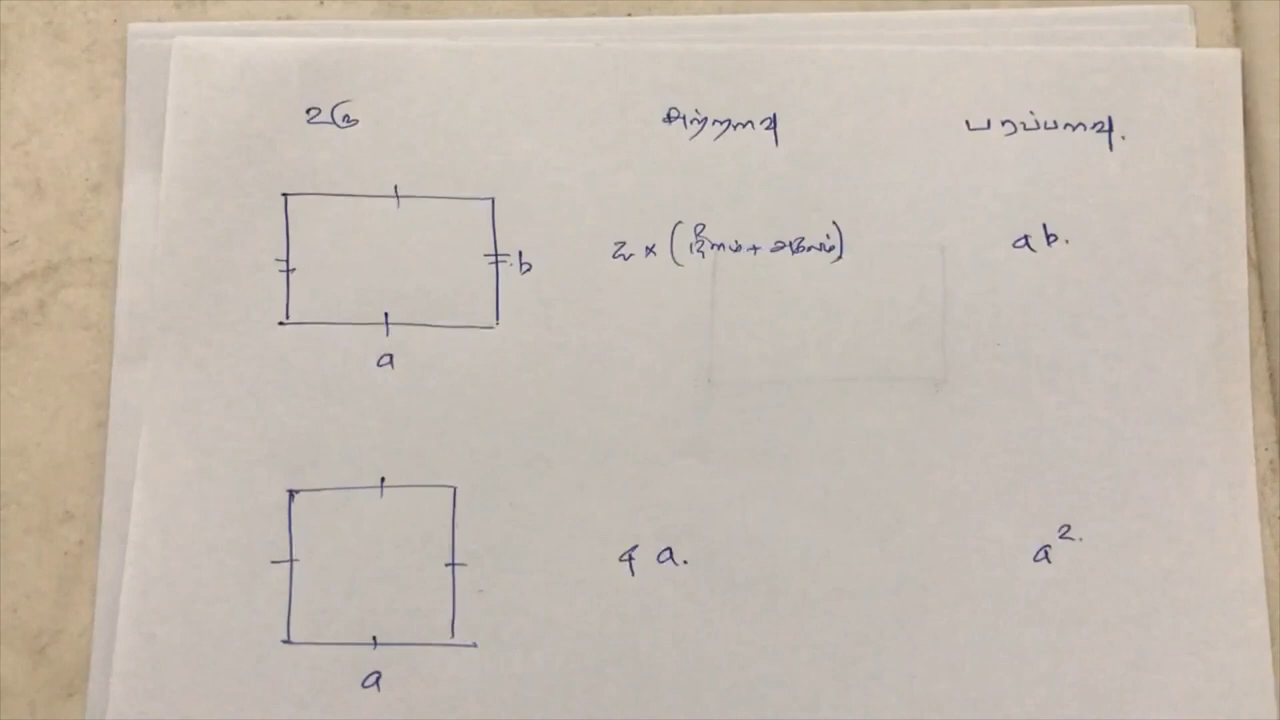 உரு சுற்றளவு பரப்பளவு.
2 × (நீளம் + அகலம்) ab.
b
a
4 a. a².
a